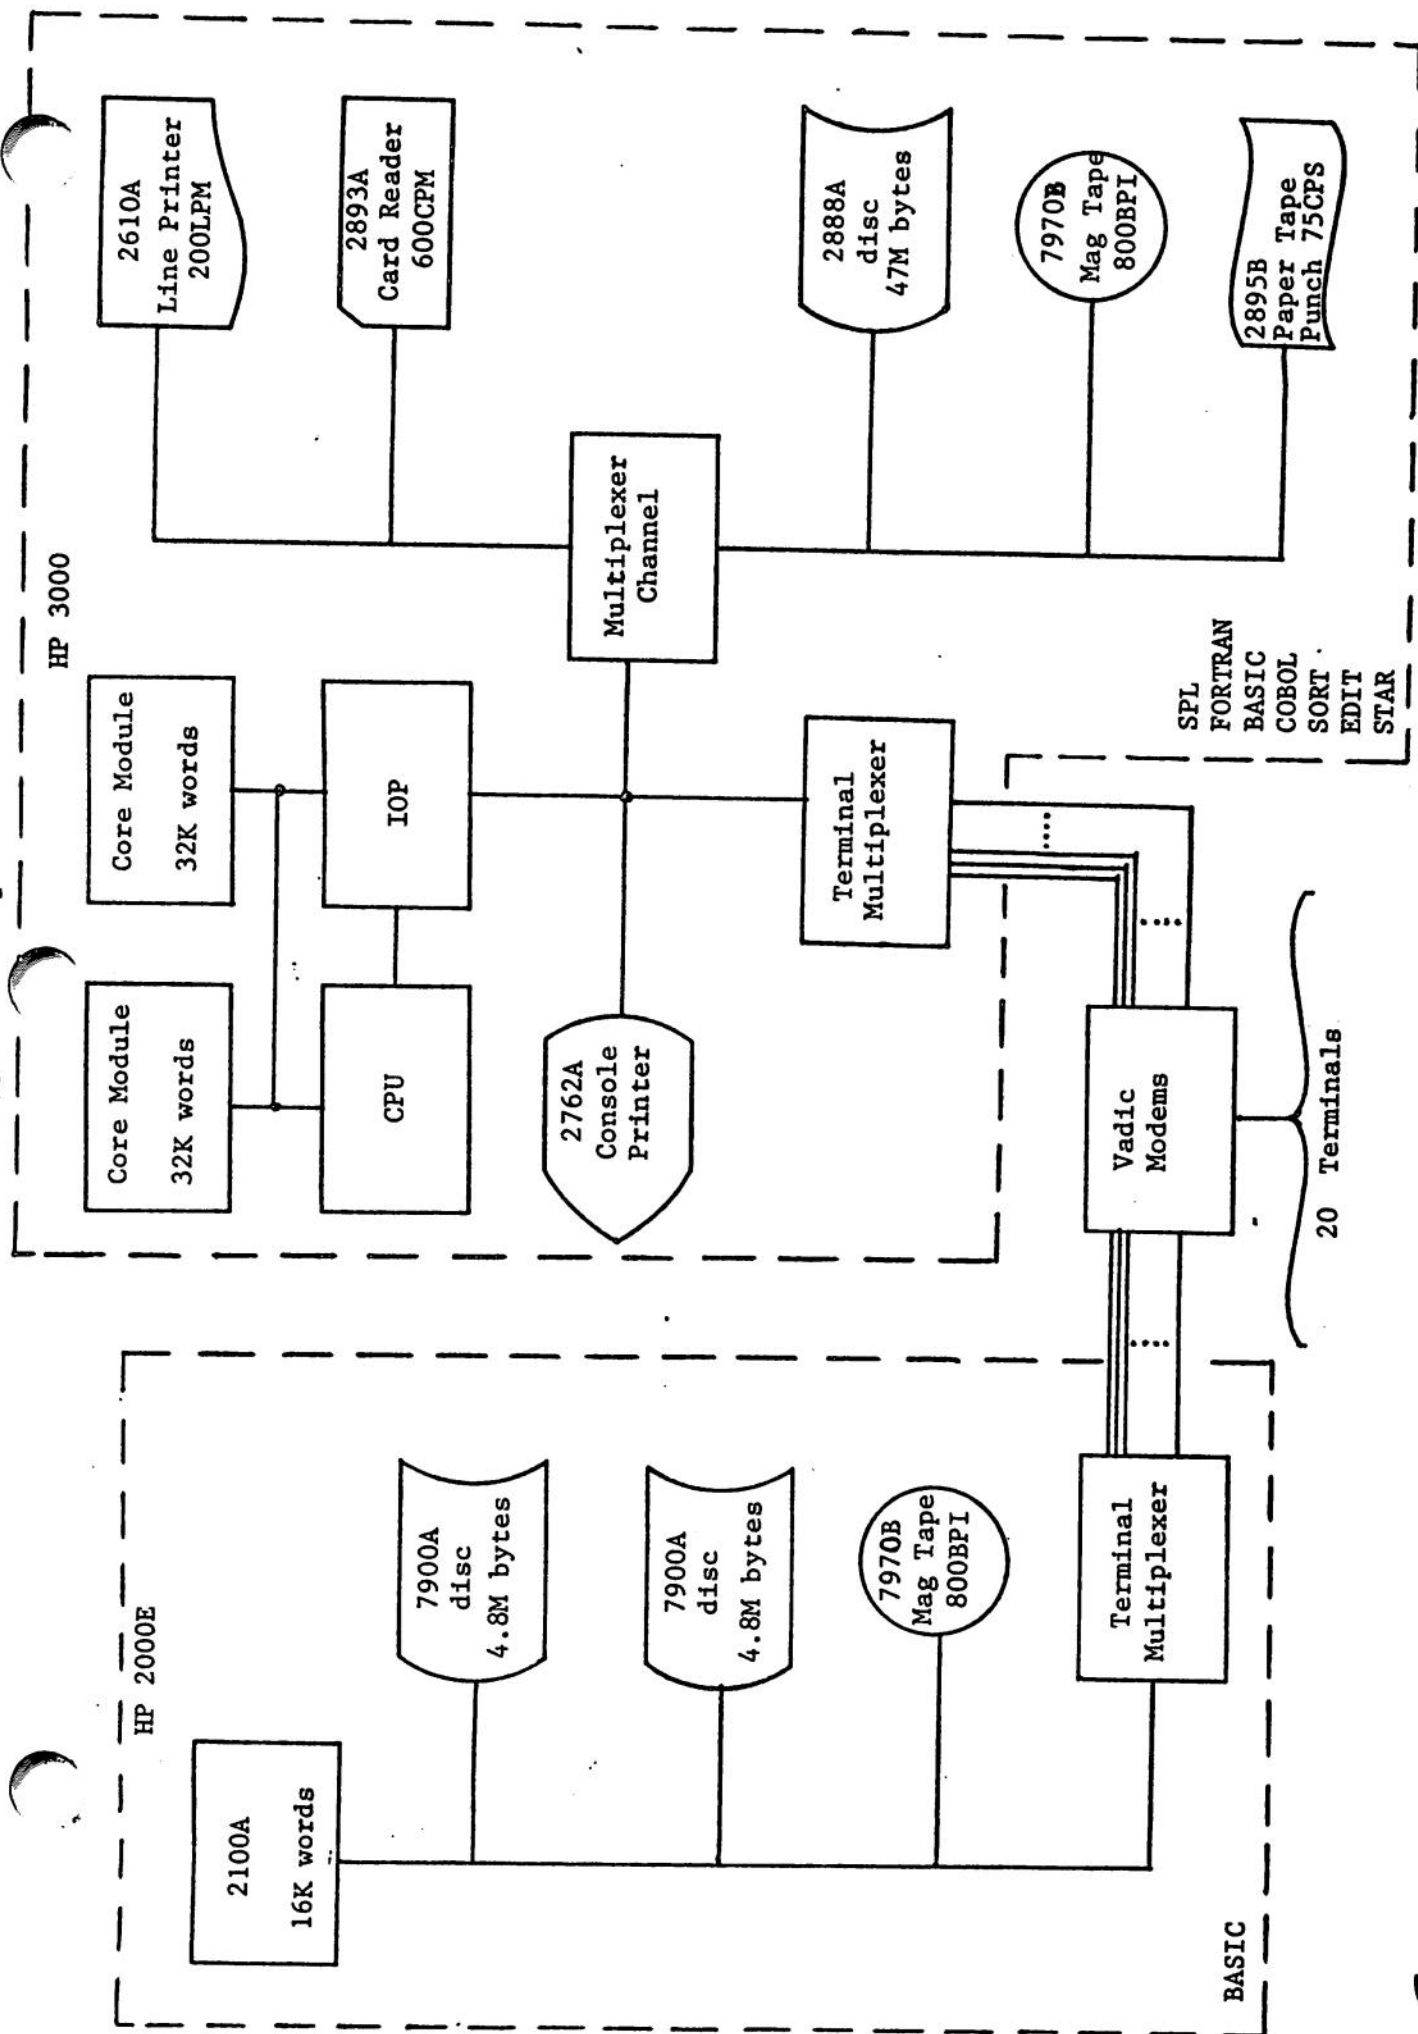 HP 2000E
2100A
16K words
7900A
disc
4.8M bytes
7900A
disc
4.8M bytes
7970B
Mag Tape
800BPI
Terminal
Multiplexer
BASIC
HP 3000
Core Module
32K words
Core Module
32K words
CPU
IOP
2762A
Console
Printer
Multiplexer
Channel
Terminal
Multiplexer
2610A
Line Printer
200LPM
2893A
Card Reader
600CPM
2888A
disc
47M bytes
7970B
Mag Tape
800BPI
2895B
Paper Tape
Punch 75CPS
SPL
FORTRAN
BASIC
COBOL
SORT
EDIT
STAR
Vadic
Modems
20 Terminals